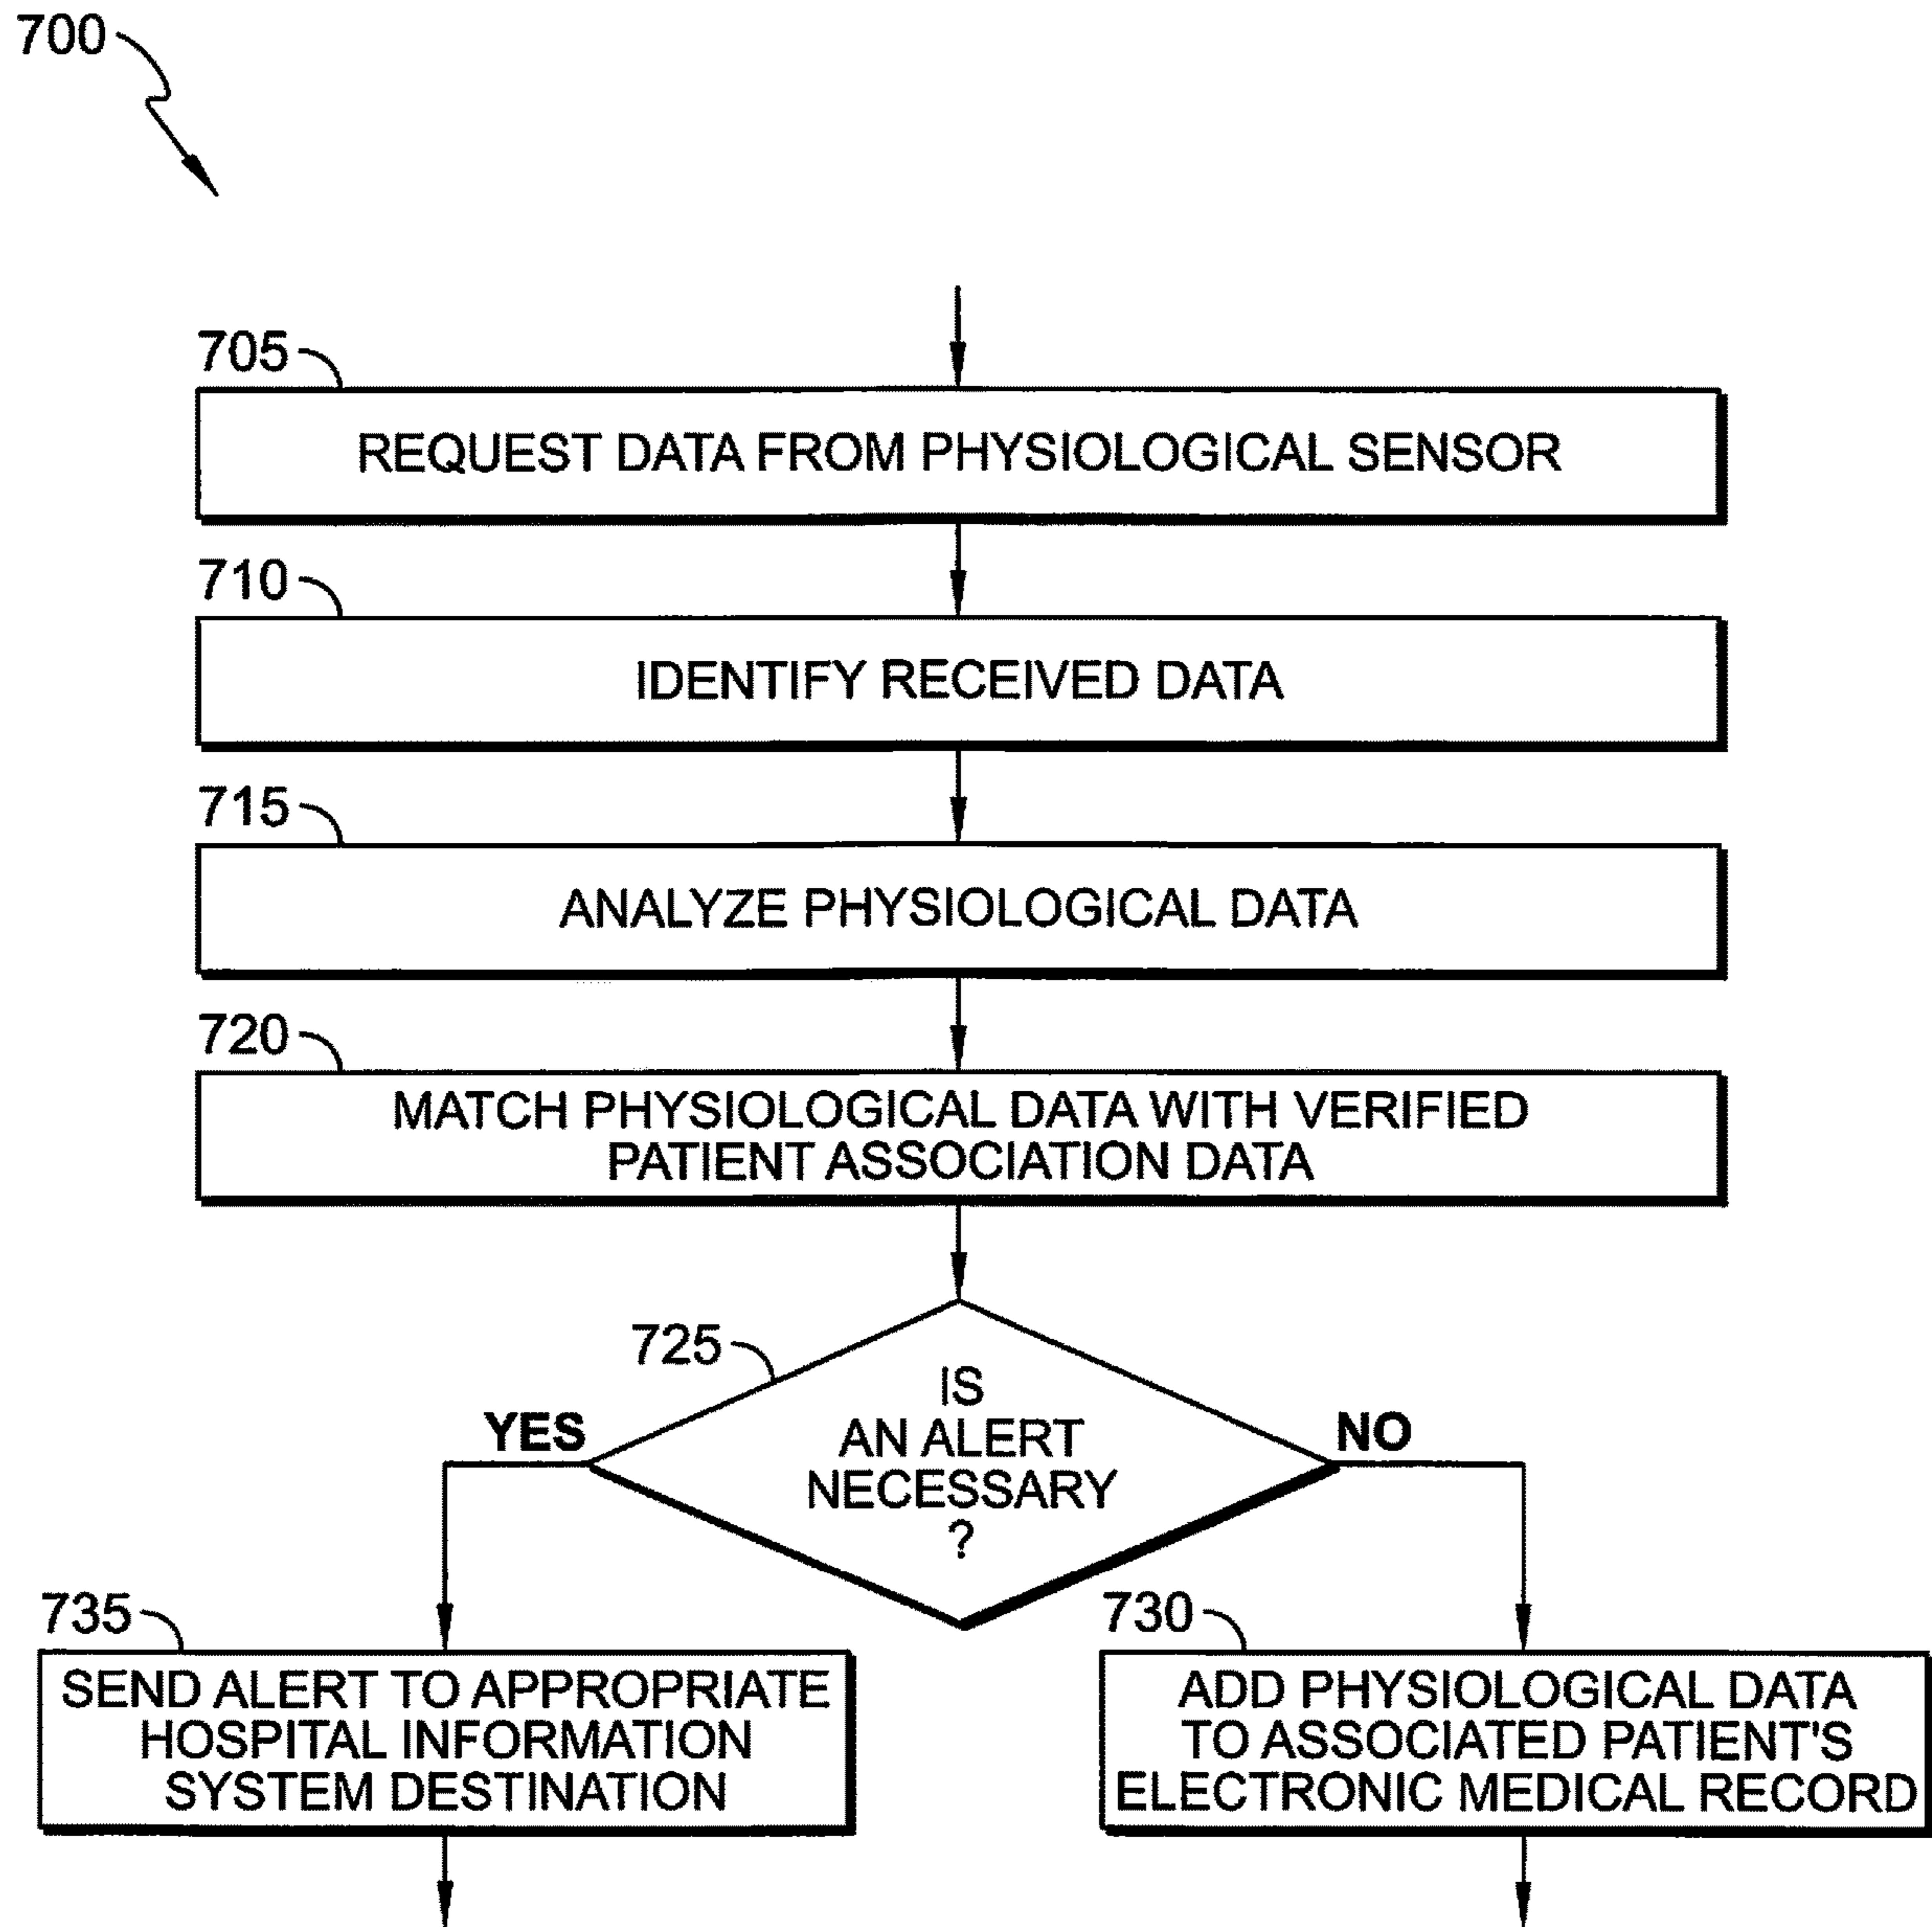 700
705
REQUEST DATA FROM PHYSIOLOGICAL SENSOR
710
IDENTIFY RECEIVED DATA
715
ANALYZE PHYSIOLOGICAL DATA
720
MATCH PHYSIOLOGICAL DATA WITH VERIFIED
PATIENT ASSOCIATION DATA
725
IS
AN ALERT
NECESSARY
?
YES
NO
735
SEND ALERT TO APPROPRIATE
HOSPITAL INFORMATION
SYSTEM DESTINATION
730
ADD PHYSIOLOGICAL DATA
TO ASSOCIATED PATIENT'S
ELECTRONIC MEDICAL RECORD